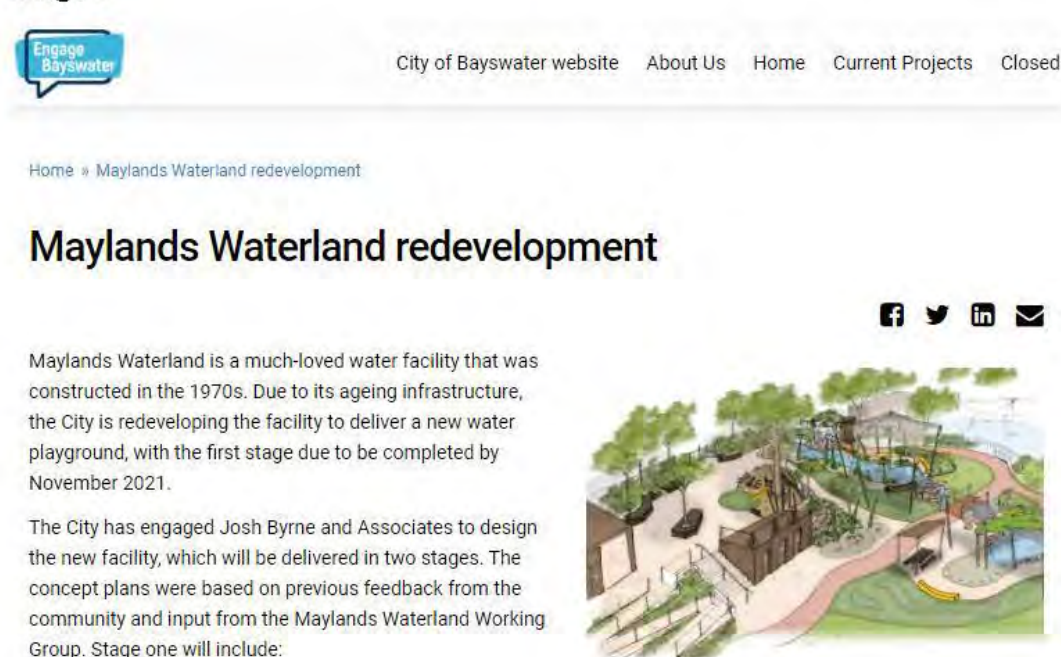 Engage
Bayswater
City of Bayswater website About Us Home Current Projects Closed
Home » Maylands Waterland redevelopment
Maylands Waterland redevelopment
Maylands Waterland is a much-loved water facility that was
constructed in the 1970s. Due to its ageing infrastructure,
the City is redeveloping the facility to deliver a new water
playground, with the first stage due to be completed by
November 2021.
The City has engaged Josh Byrne and Associates to design
the new facility, which will be delivered in two stages. The
concept plans were based on previous feedback from the
community and input from the Maylands Waterland Working
Group. Stage one will include: